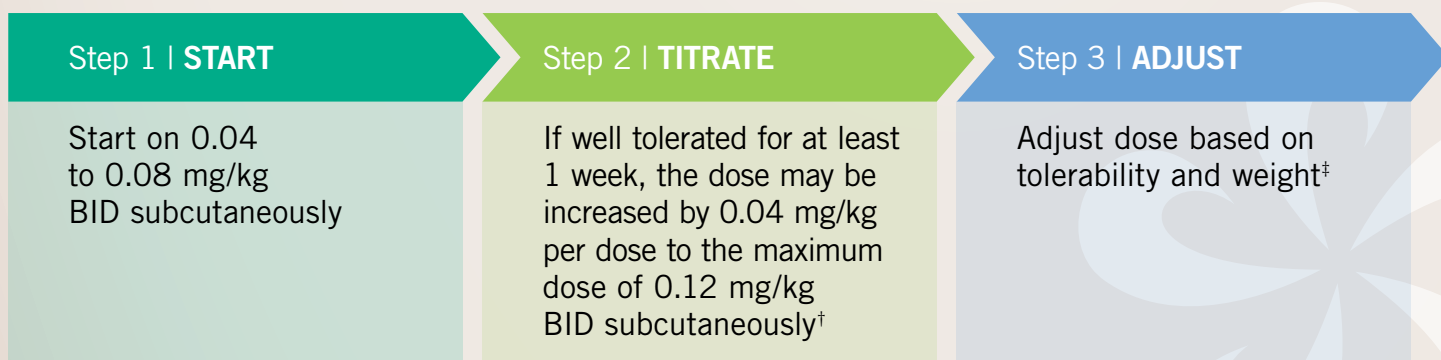 Step 1 | START
Start on 0.04
to 0.08 mg/kg
BID subcutaneously
Step 2 | TITRATE
If well tolerated for at least
1 week, the dose may be
increased by 0.04 mg/kg
per dose to the maximum
dose of 0.12 mg/kg
BID subcutaneously†
Step 3 | ADJUST
Adjust dose based on
tolerability and weight‡